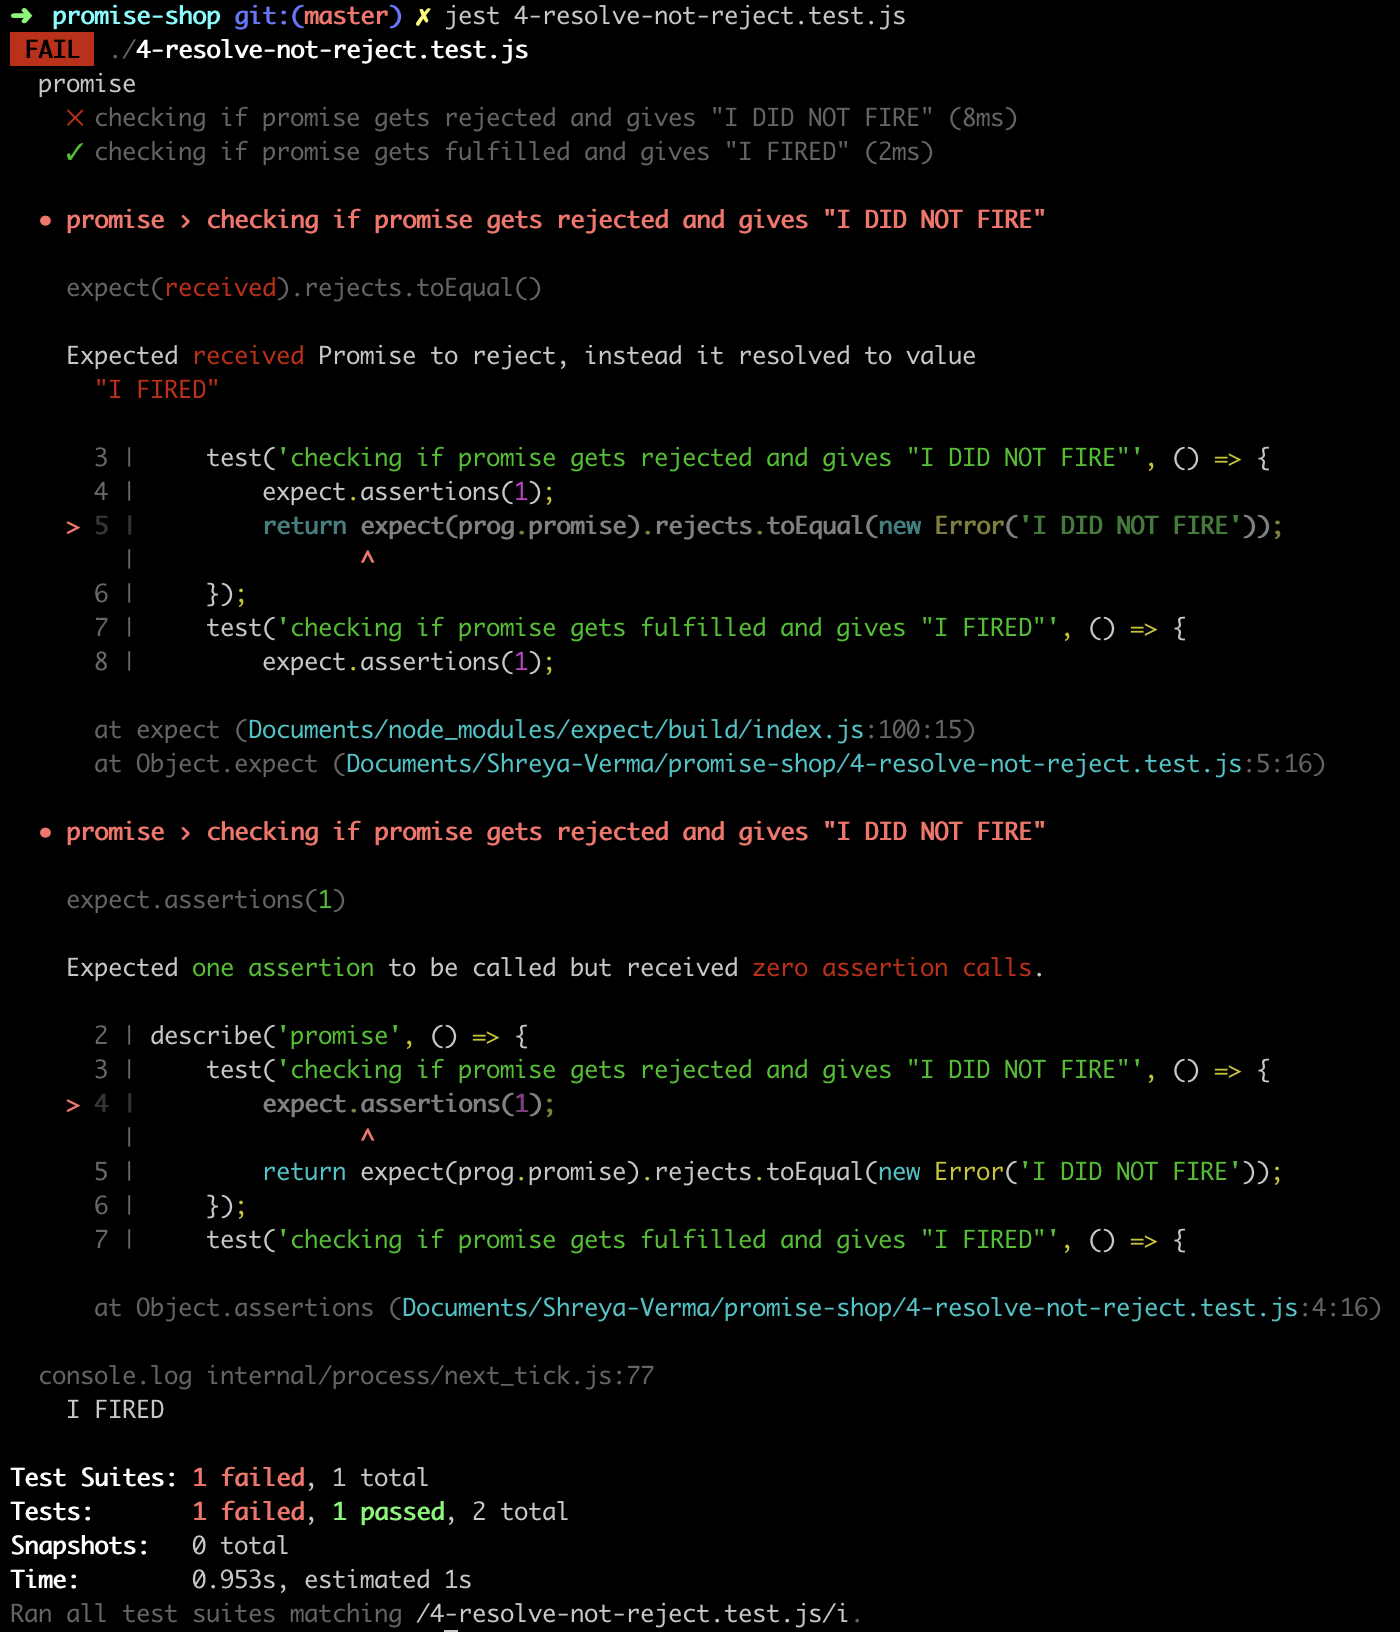 ➜ promise-shop git:(master) ✗ jest 4-resolve-not-reject.test.js
FAIL ./4-resolve-not-reject.test.js
promise
✕ checking if promise gets rejected and gives "I DID NOT FIRE" (8ms)
✓ checking if promise gets fulfilled and gives "I FIRED" (2ms)
● promise › checking if promise gets rejected and gives "I DID NOT FIRE"
expect(received).rejects.toEqual()
Expected received Promise to reject, instead it resolved to value
"I FIRED"
3 | test('checking if promise gets rejected and gives "I DID NOT FIRE"', () => {
4 | expect.assertions(1);
> 5 | return expect(prog.promise).rejects.toEqual(new Error('I DID NOT FIRE'));
| ^
6 | });
7 | test('checking if promise gets fulfilled and gives "I FIRED"', () => {
8 | expect.assertions(1);
at expect (Documents/node_modules/expect/build/index.js:100:15)
at Object.expect (Documents/Shreya-Verma/promise-shop/4-resolve-not-reject.test.js:5:16)
● promise › checking if promise gets rejected and gives "I DID NOT FIRE"
expect.assertions(1)
Expected one assertion to be called but received zero assertion calls.
2 | describe('promise', () => {
3 | test('checking if promise gets rejected and gives "I DID NOT FIRE"', () => {
> 4 | expect.assertions(1);
| ^
5 | return expect(prog.promise).rejects.toEqual(new Error('I DID NOT FIRE'));
6 | });
7 | test('checking if promise gets fulfilled and gives "I FIRED"', () => {
at Object.assertions (Documents/Shreya-Verma/promise-shop/4-resolve-not-reject.test.js:4:16)
console.log internal/process/next_tick.js:77
I FIRED
Test Suites: 1 failed, 1 total
Tests: 1 failed, 1 passed, 2 total
Snapshots: 0 total
Time: 0.953s, estimated 1s
Ran all test suites matching /4-resolve-not-reject.test.js/i.